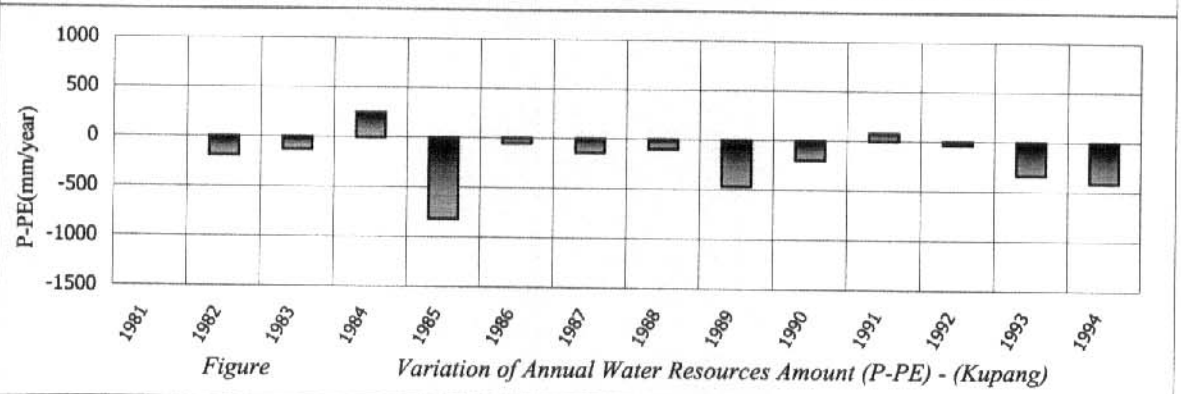 1000
500
0
-500
-1000
-1500
P-PE(mm/year)
1981 1982 1983 1984 1985 1986 1987 1988 1989 1990 1991 1992 1993 1994
Figure Variation of Annual Water Resources Amount (P-PE) - (Kupang)